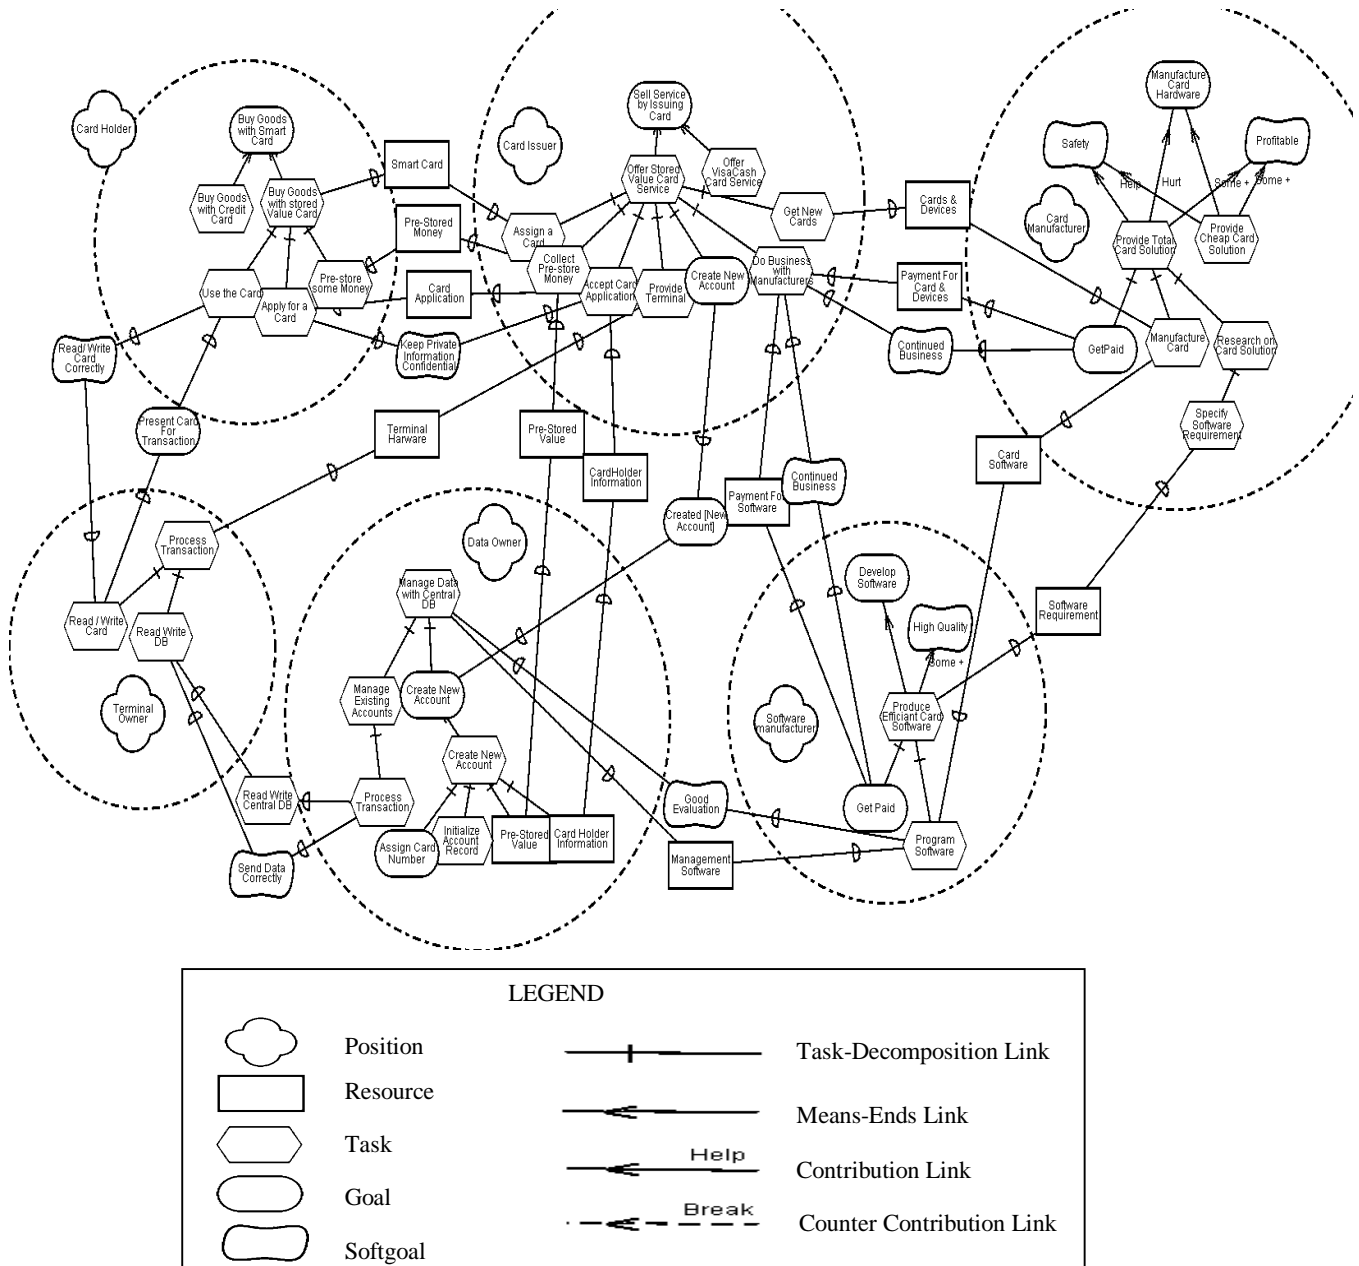 Card Holder
Buy Goods
with Smart
Card
Buy Goods
with Credit
Card
Buy Goods
with stored
Value Card
Use the Card
Apply for a
Card
Pre-store
some Money
Smart Card
Pre-Stored
Money
Card
Application
Keep Private
Information
Confidential
Read/ Write
Card
Correctly
Present Card
For
Transaction
Terminal
Harware
Card Issuer
Sell Service
by Issuing
Card
Offer Stored
Value Card
Service
Offer
VisaCash
Card Service
Assign a
Card
Collect
Pre-store
Money
Accept Card
Application
Provide
Terminal
Create New
Account
Do Business
with
Manufacturers
Get New
Cards
Cards &
Devices
Payment For
Card & Devices
Continued
Business
Card
Manufacturer
Manufacture
Card
Hardware
Safety
Profitable
Help
Hurt
Some +
Some +
Provide Total
Card Solution
Provide
Cheap Card
Solution
GetPaid
Manufacture
Card
Research on
Card Solution
Specify
Software
Requirement
Card
Software
Software
Requirement
Pre-Stored
Value
CardHolder
Information
Created [New
Account]
Payment For
Software
Continued
Business
Process
Transaction
Read / Write
Card
Read Write
DB
Terminal
Owner
Read Write
Central DB
Send Data
Correctly
Data Owner
Manage Data
with Central
DB
Manage
Existing
Accounts
Create New
Account
Create New
Account
Process
Transaction
Assign Card
Number
Initialize
Account
Record
Pre-Stored
Value
Card Holder
Information
Good
Evaluation
Management
Software
Software
manufacturer
Develop
Software
High Quality
Some +
Produce
Efficiant Card
Software
Get Paid
Program
Software
LEGEND
Position
Resource
Task
Goal
Softgoal
Task-Decomposition Link
Means-Ends Link
Help
Contribution Link
Break
Counter Contribution Link